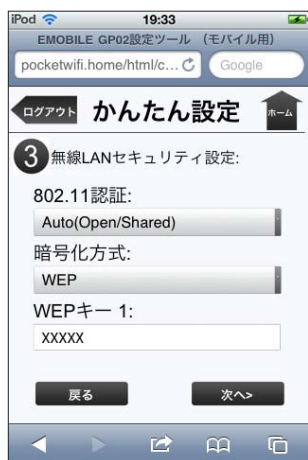 iPod 19:33
EMOBILE GP02設定ツール (モバイル用)
pocketwifi.home/html/c... Google
ログアウト かんたん設定 ホーム
3 無線LANセキュリティ設定:
802.11認証:
Auto(Open/Shared)
暗号化方式:
WEP
WEPキー 1:
XXXXX
戻る 次へ>